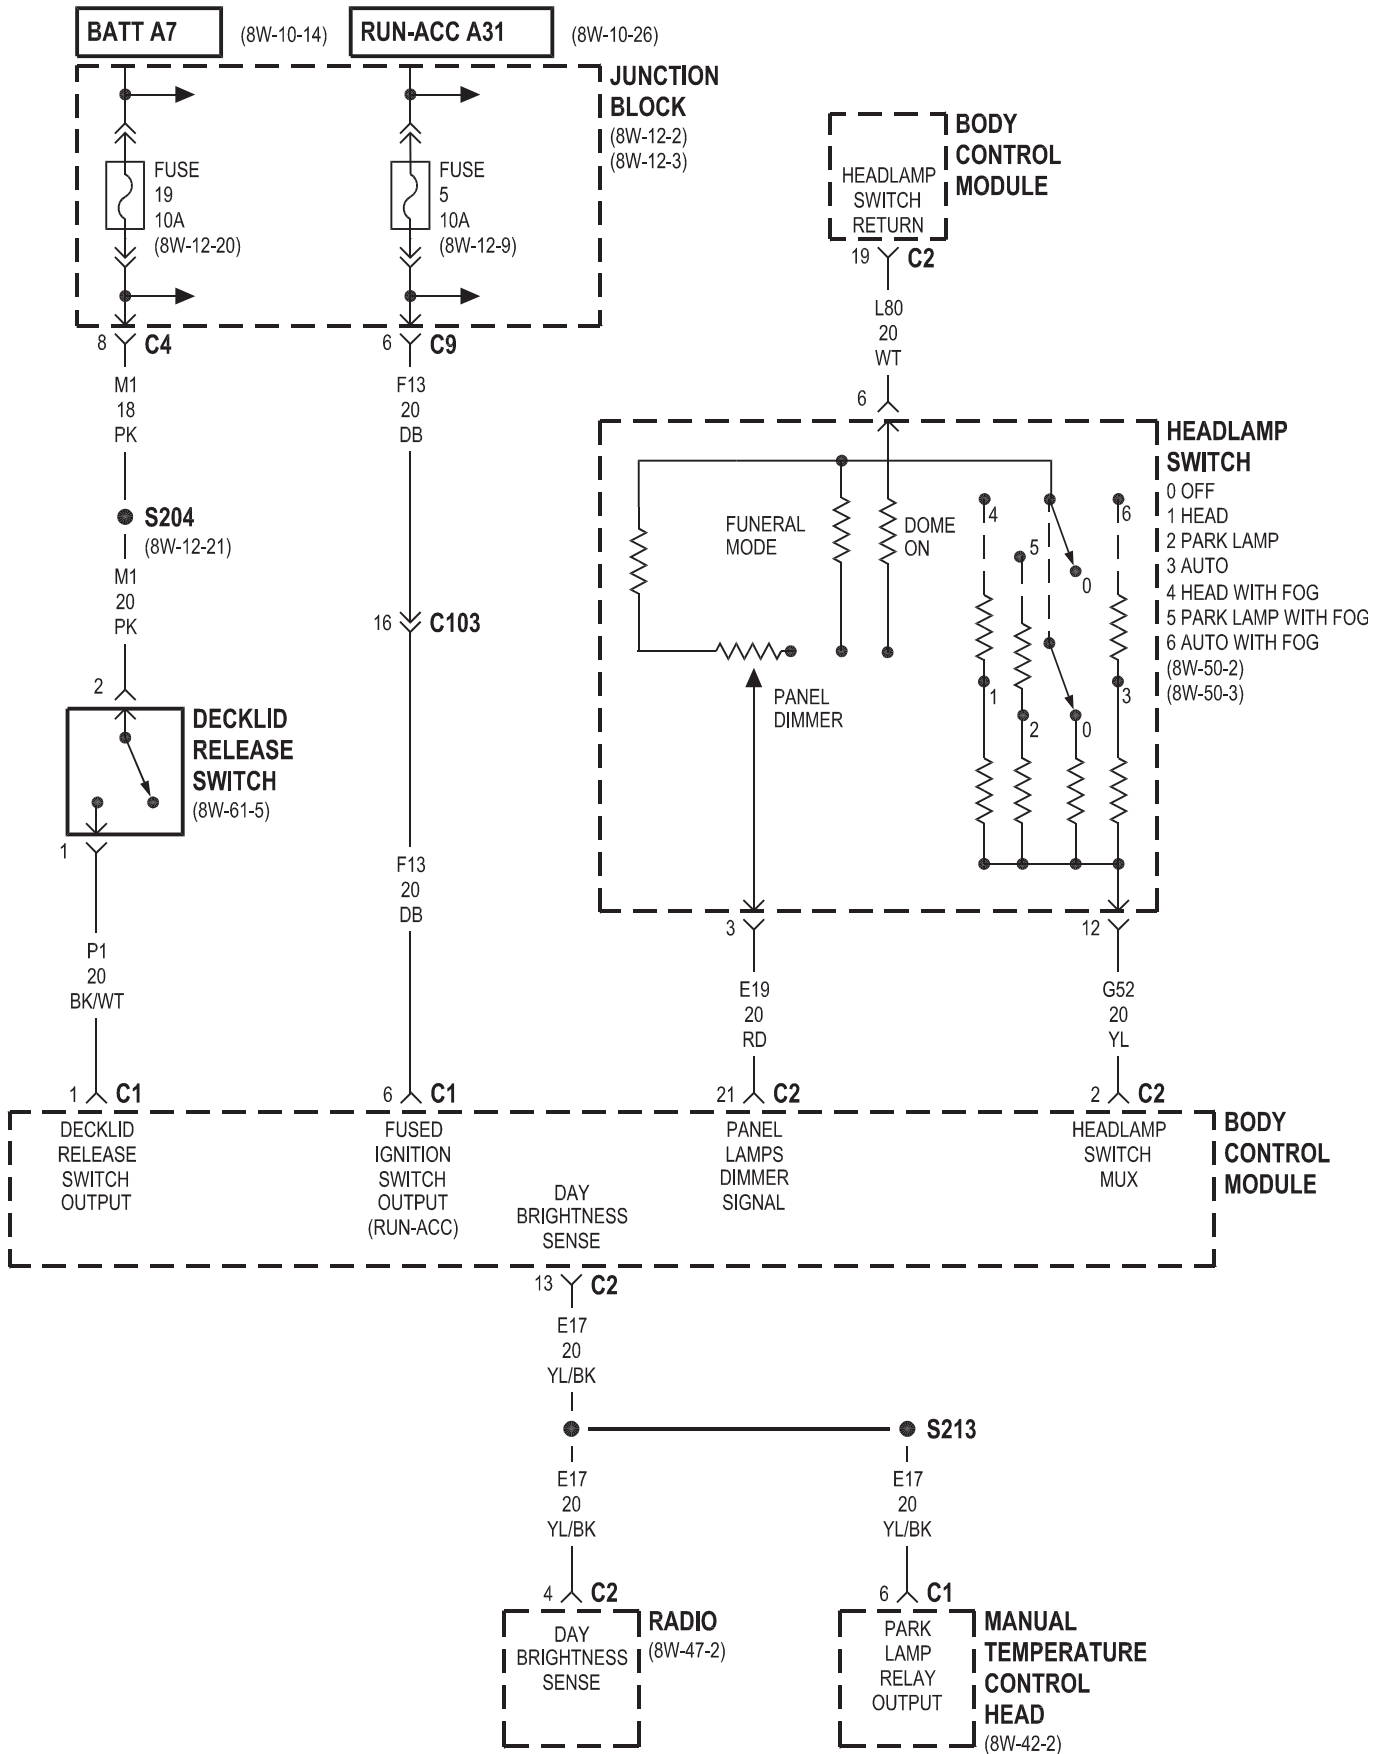 BATT A7
(8W-10-14)
RUN-ACC A31
(8W-10-26)
JUNCTION
BLOCK
(8W-12-2)
(8W-12-3)
FUSE
19
10A
(8W-12-20)
FUSE
5
10A
(8W-12-9)
BODY
CONTROL
MODULE
HEADLAMP
SWITCH
RETURN
19
C2
L80
20
WT
6
8
C4
6
C9
M1
18
PK
F13
20
DB
S204
(8W-12-21)
M1
20
PK
16
C103
2
DECKLID
RELEASE
SWITCH
(8W-61-5)
1
F13
20
DB
P1
20
BK/WT
HEADLAMP
SWITCH
0 OFF
1 HEAD
2 PARK LAMP
3 AUTO
4 HEAD WITH FOG
5 PARK LAMP WITH FOG
6 AUTO WITH FOG
(8W-50-2)
(8W-50-3)
FUNERAL
MODE
DOME
ON
4
5
0
6
1
2
0
3
PANEL
DIMMER
3
12
E19
20
RD
G52
20
YL
1
C1
6
C1
21
C2
2
C2
DECKLID
RELEASE
SWITCH
OUTPUT
FUSED
IGNITION
SWITCH
OUTPUT
(RUN-ACC)
DAY
BRIGHTNESS
SENSE
PANEL
LAMPS
DIMMER
SIGNAL
HEADLAMP
SWITCH
MUX
BODY
CONTROL
MODULE
13
C2
E17
20
YL/BK
S213
E17
20
YL/BK
E17
20
YL/BK
4
C2
6
C1
DAY
BRIGHTNESS
SENSE
RADIO
(8W-47-2)
PARK
LAMP
RELAY
OUTPUT
MANUAL
TEMPERATURE
CONTROL
HEAD
(8W-42-2)